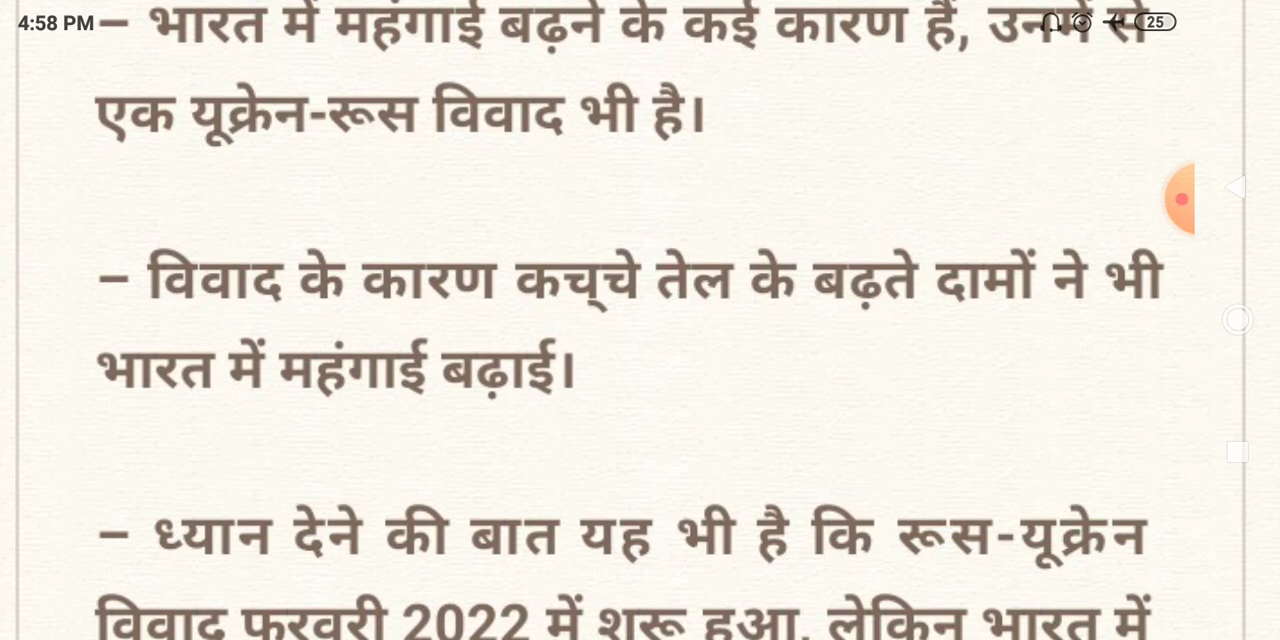 4:58 PM
25
– भारत में महंगाई बढ़ने के कई कारण हैं, उनमें से
एक यूक्रेन-रूस विवाद भी है।
– विवाद के कारण कच्चे तेल के बढ़ते दामों ने भी
भारत में महंगाई बढ़ाई।
– ध्यान देने की बात यह भी है कि रूस-यूक्रेन
विवाद फरवरी 2022 में शुरू हुआ, लेकिन भारत में